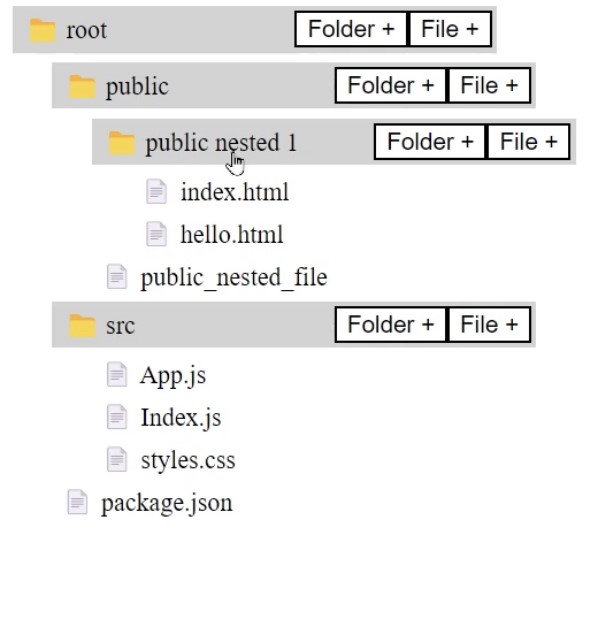 root Folder + File +
public Folder + File +
public nested 1 Folder + File +
index.html
hello.html
public_nested_file
src Folder + File +
App.js
Index.js
styles.css
package.json